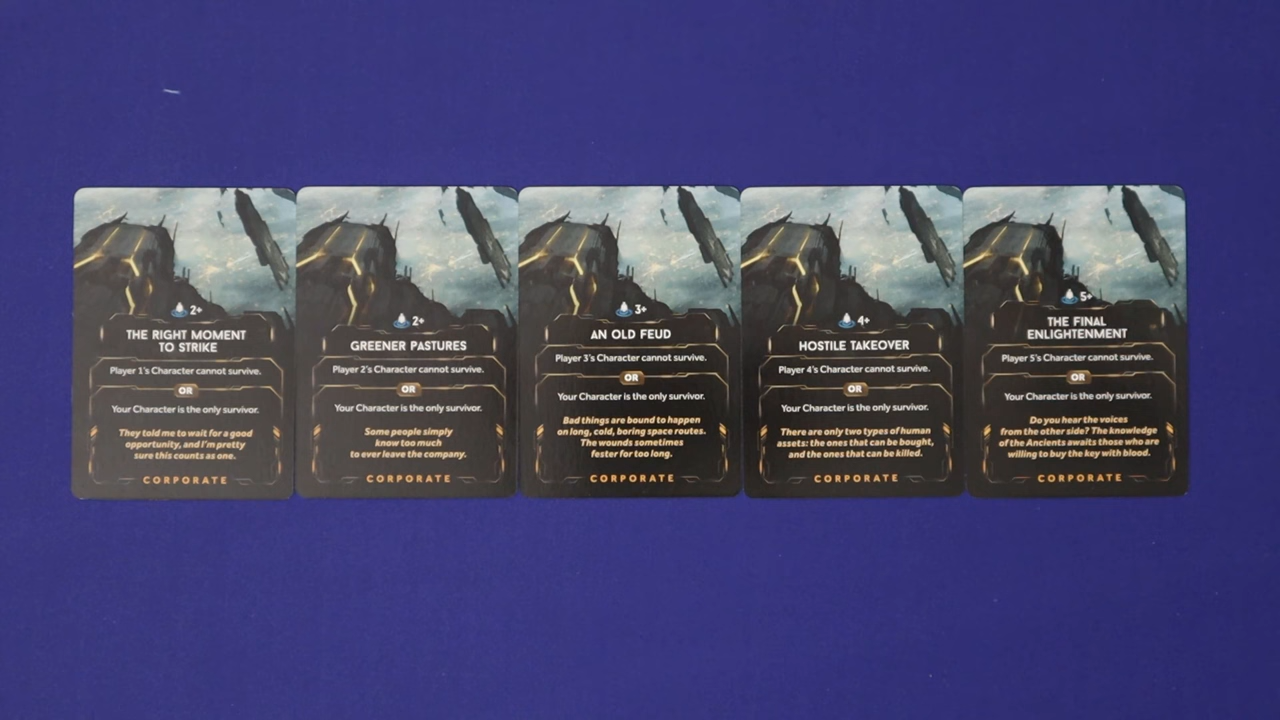 2+
THE RIGHT MOMENT
TO STRIKE
Player 1's Character cannot survive.
OR
Your Character is the only survivor.
They told me to wait for a good
opportunity, and I'm pretty
sure this counts as one.
CORPORATE
2+
GREENER PASTURES
Player 2's Character cannot survive.
OR
Your Character is the only survivor.
Some people simply
know too much
to ever leave the company.
CORPORATE
3+
AN OLD FEUD
Player 3's Character cannot survive.
OR
Your Character is the only survivor.
Bad things are bound to happen
on long, cold, boring space routes.
The wounds sometimes
fester for too long.
CORPORATE
4+
HOSTILE TAKEOVER
Player 4's Character cannot survive.
OR
Your Character is the only survivor.
There are only two types of human
assets: the ones that can be bought,
and the ones that can be killed.
CORPORATE
5+
THE FINAL
ENLIGHTENMENT
Player 5's Character cannot survive.
OR
Your Character is the only survivor.
Do you hear the voices
from the other side? The knowledge
of the Ancients awaits those who are
willing to buy the key with blood.
CORPORATE